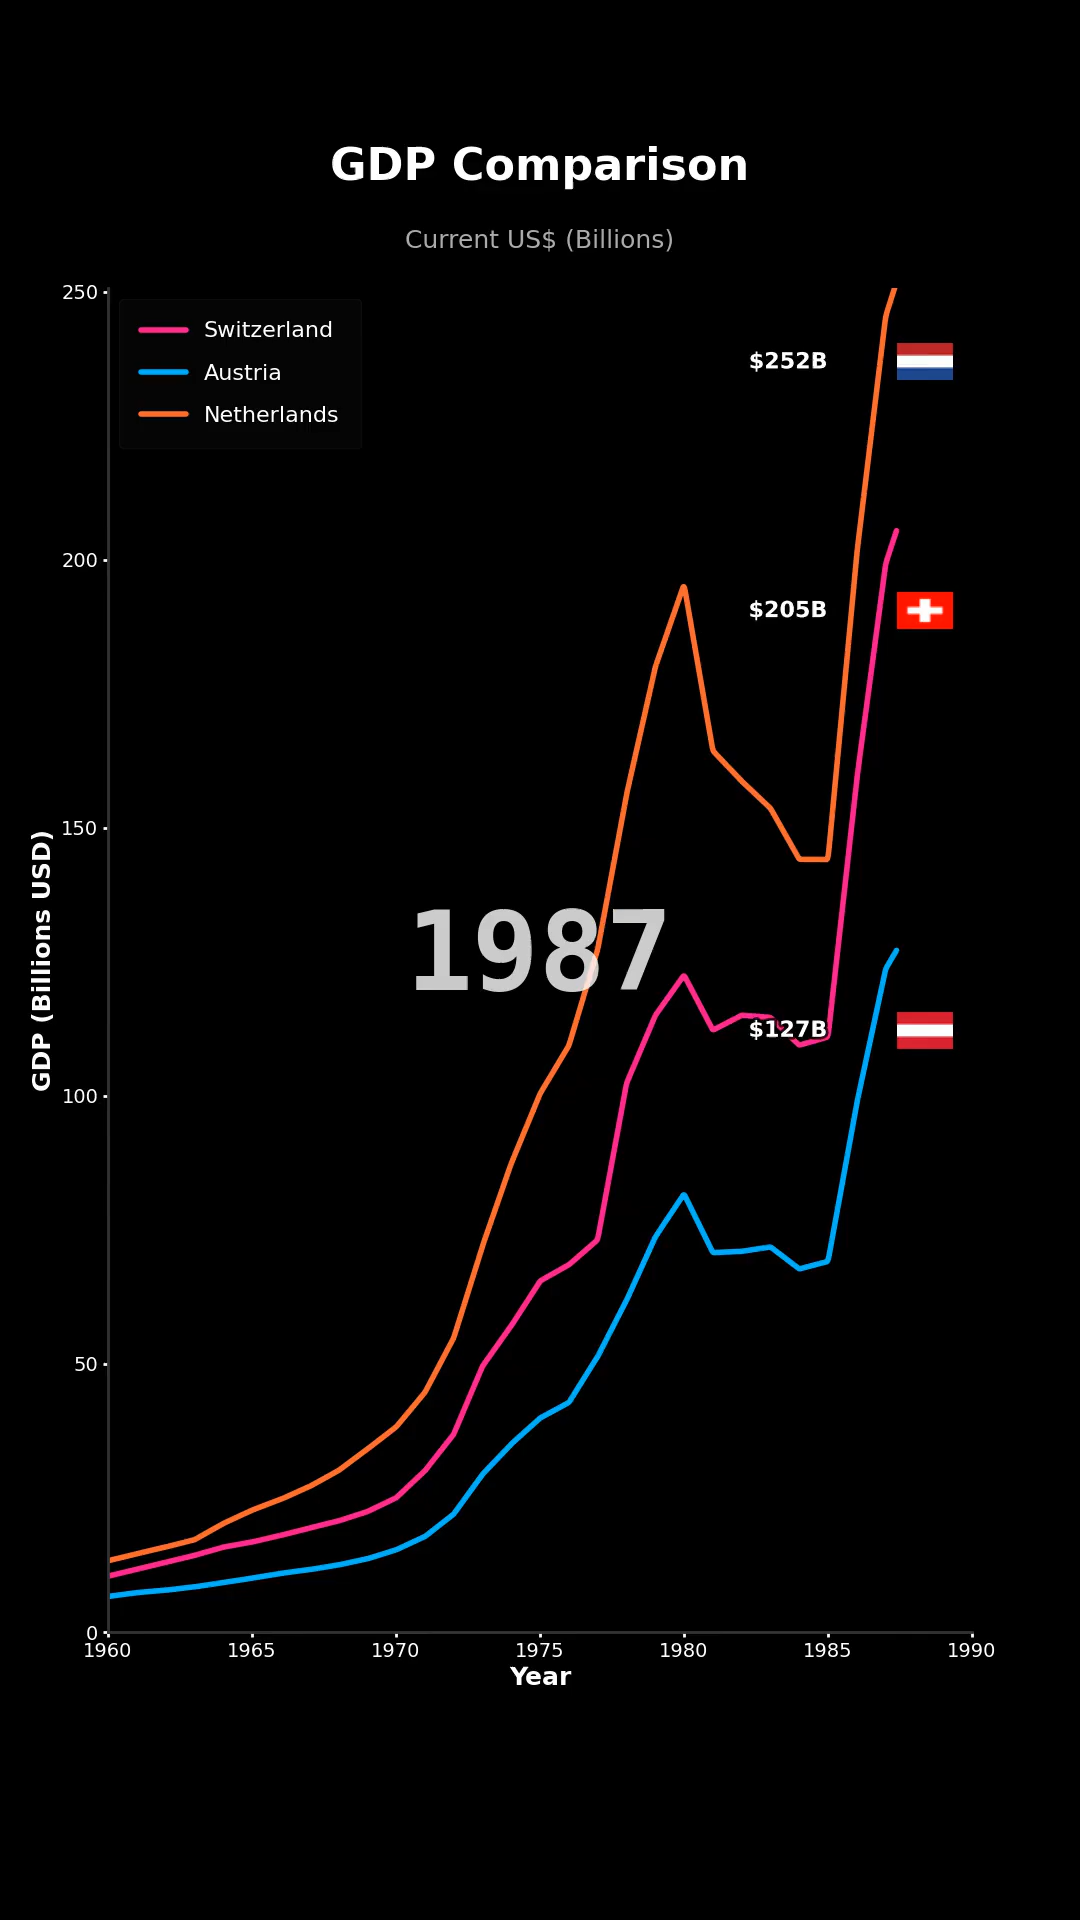 GDP Comparison
Current US$ (Billions)
Switzerland
Austria
Netherlands
GDP (Billions USD)
250
200
150
100
50
0
$252B
$205B
1987
$127B
1960 1965 1970 1975 1980 1985 1990
Year